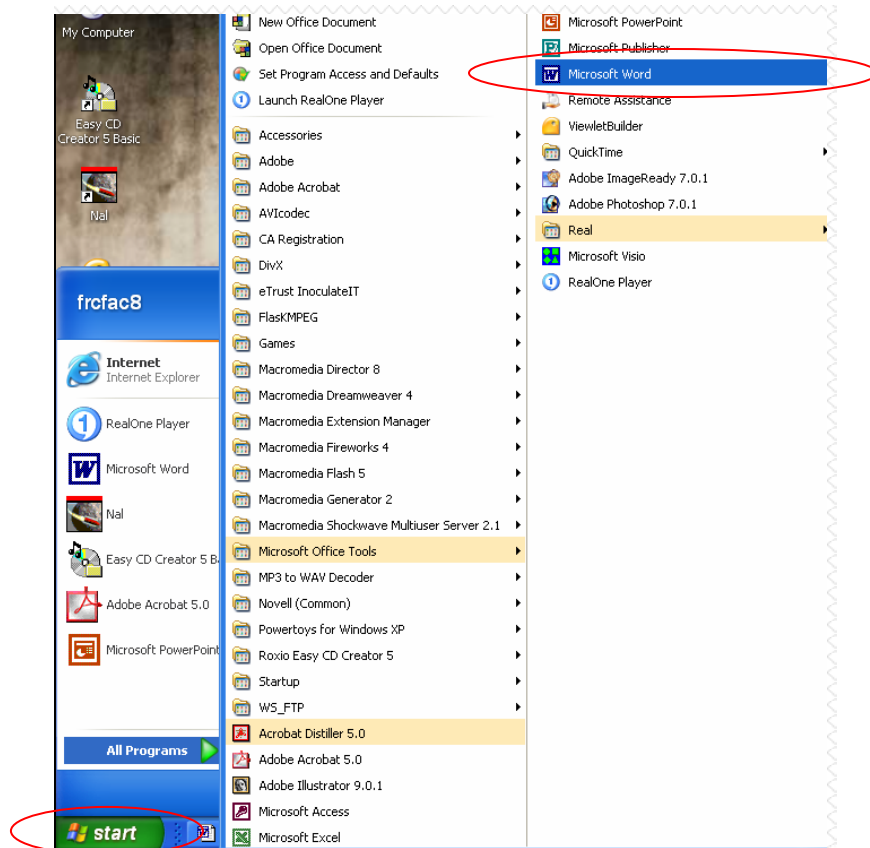 My Computer
Easy CD
Creator 5 Basic
Nal
frcfac8
Internet
Internet Explorer
RealOne Player
Microsoft Word
Nal
Easy CD Creator 5 Ba
Adobe Acrobat 5.0
Microsoft PowerPoint
All Programs
start
New Office Document
Open Office Document
Set Program Access and Defaults
Launch RealOne Player
Accessories
Adobe
Adobe Acrobat
AVIcodec
CA Registration
DivX
eTrust InoculateIT
FlasKMPEG
Games
Macromedia Director 8
Macromedia Dreamweaver 4
Macromedia Extension Manager
Macromedia Fireworks 4
Macromedia Flash 5
Macromedia Generator 2
Macromedia Shockwave Multiuser Server 2.1
Microsoft Office Tools
MP3 to WAV Decoder
Novell (Common)
Powertoys for Windows XP
Roxio Easy CD Creator 5
Startup
WS_FTP
Acrobat Distiller 5.0
Adobe Acrobat 5.0
Adobe Illustrator 9.0.1
Microsoft Access
Microsoft Excel
Microsoft PowerPoint
Microsoft Publisher
Microsoft Word
Remote Assistance
ViewletBuilder
QuickTime
Adobe ImageReady 7.0.1
Adobe Photoshop 7.0.1
Real
Microsoft Visio
RealOne Player